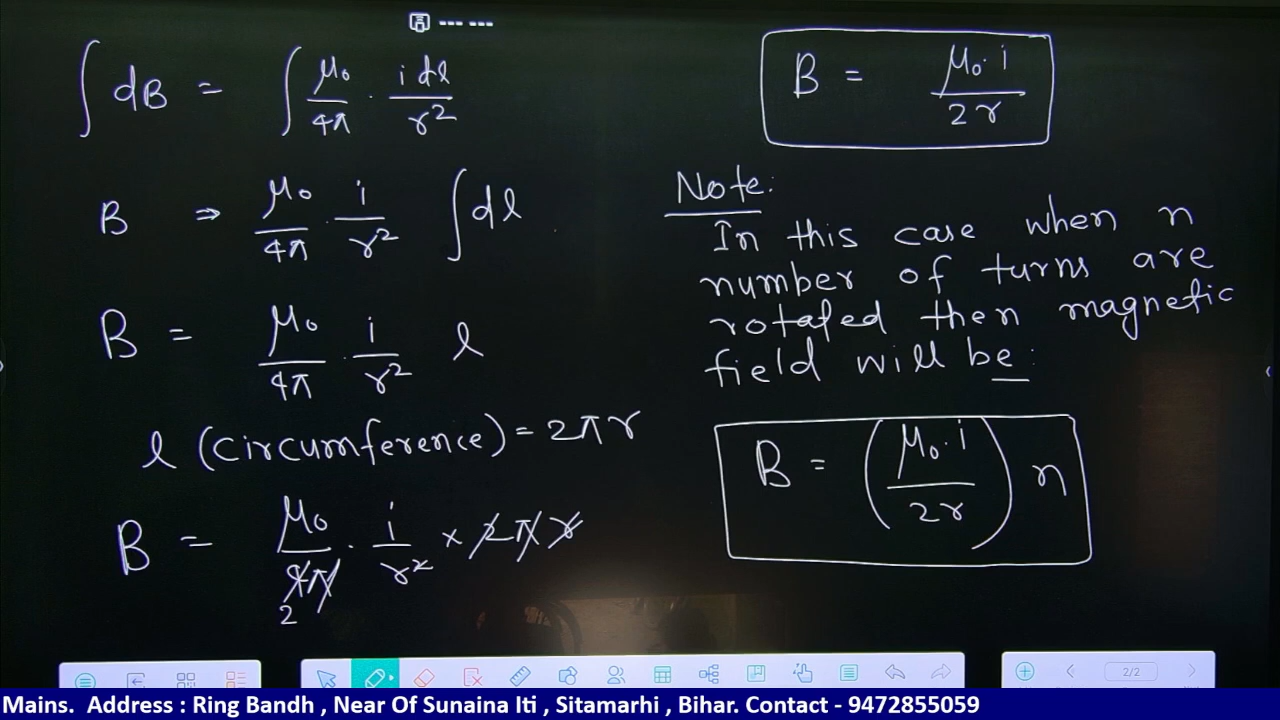 ∫ dB = ∫ μ₀/4π · i dl/r²
B ⇒ μ₀/4π · i/r² ∫ dl
B = μ₀/4π · i/r² l
l (circumference) = 2πr
B = μ₀/4π · i/r² × 2πr
2
B = μ₀·i/2r
Note:
In this case when n
number of turns are
rotated then magnetic
field will be:
B = (μ₀·i/2r) n
2/2
Mains. Address : Ring Bandh , Near Of Sunaina Iti , Sitamarhi , Bihar. Contact - 9472855059